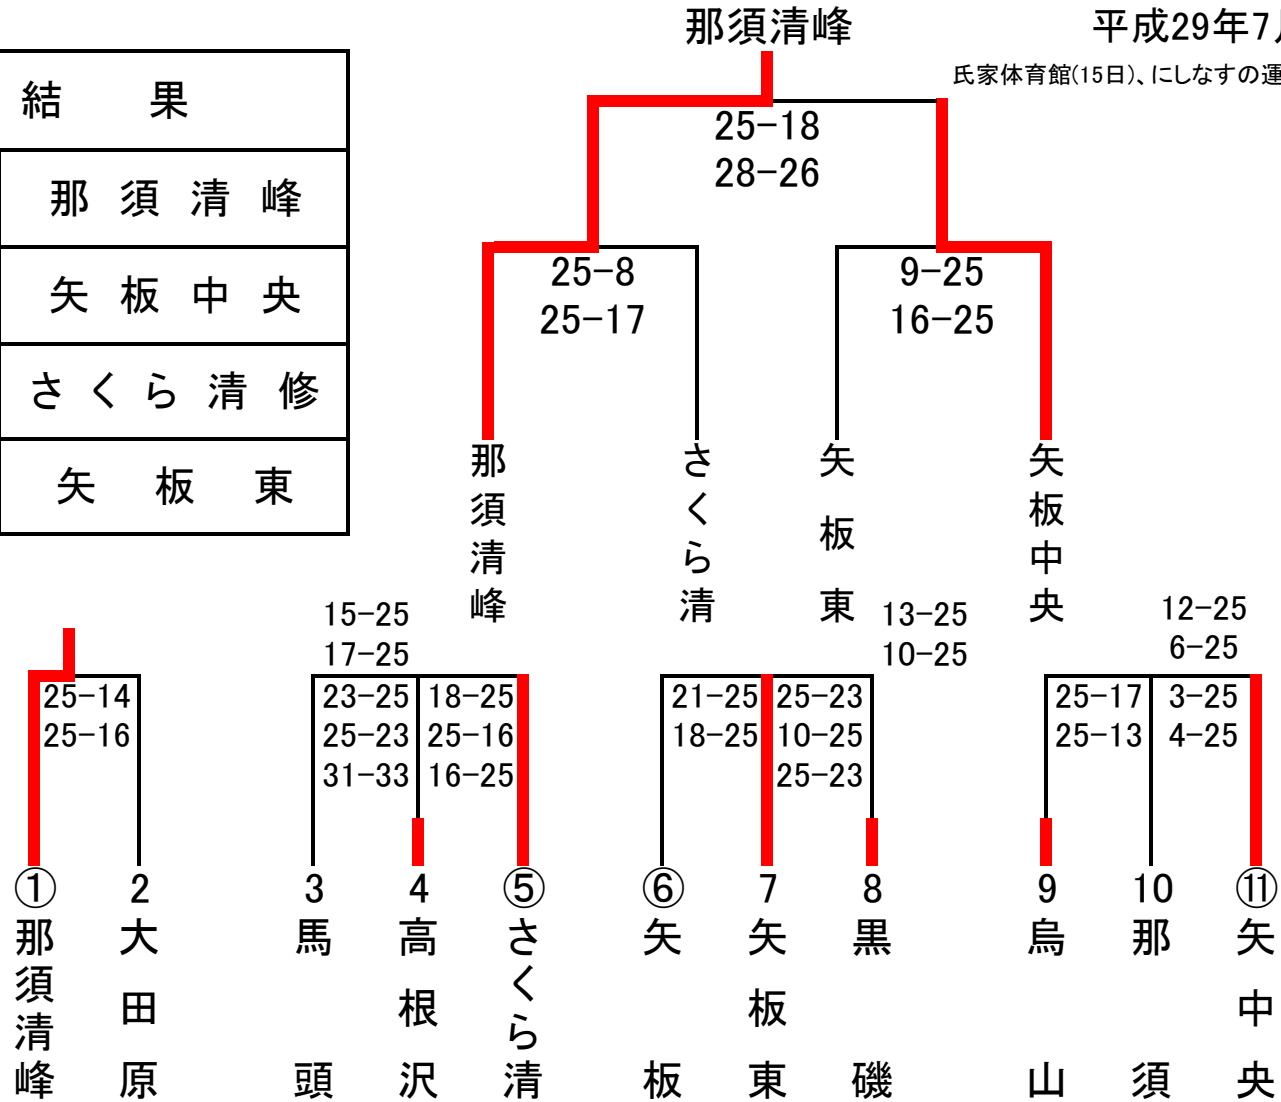 那須清峰
平成29年7月
氏家体育館(15日)、にしなすの運
結果
那須清峰
矢板中央
さくら清修
矢板東
25−18
28−26
25−8
25−17
9−25
16−25
那須清峰
さくら清
矢板東
矢板中央
15−25
17−25
13−25
10−25
12−25
6−25
25−14
25−16
23−25
25−23
31−33
18−25
25−16
16−25
21−25
18−25
25−23
10−25
25−23
25−17
25−13
3−25
4−25
① 2 3 4 ⑤ ⑥ 7 8 9 10 ⑪
那須清峰
大田原
馬頭
高根沢
さくら清
矢板
矢板東
黒磯
烏山
那須
矢中央